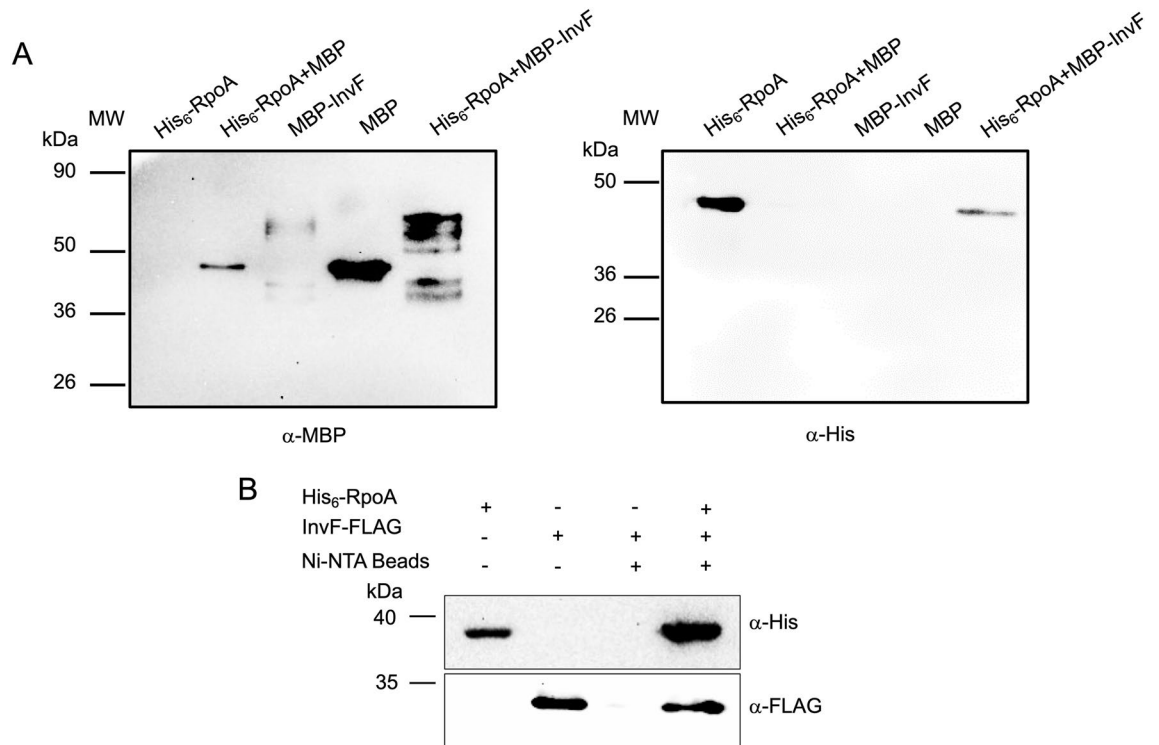 A
MW
kDa
His6-RpoA
His6-RpoA+MBP
MBP-InvF
MBP
His6-RpoA+MBP-InvF
90
50
36
26
α-MBP
MW
kDa
His6-RpoA
His6-RpoA+MBP
MBP-InvF
MBP
His6-RpoA+MBP-InvF
50
36
26
α-His
B
His6-RpoA + - - +
InvF-FLAG - + + +
Ni-NTA Beads - - + +
kDa
40
α-His
35
α-FLAG